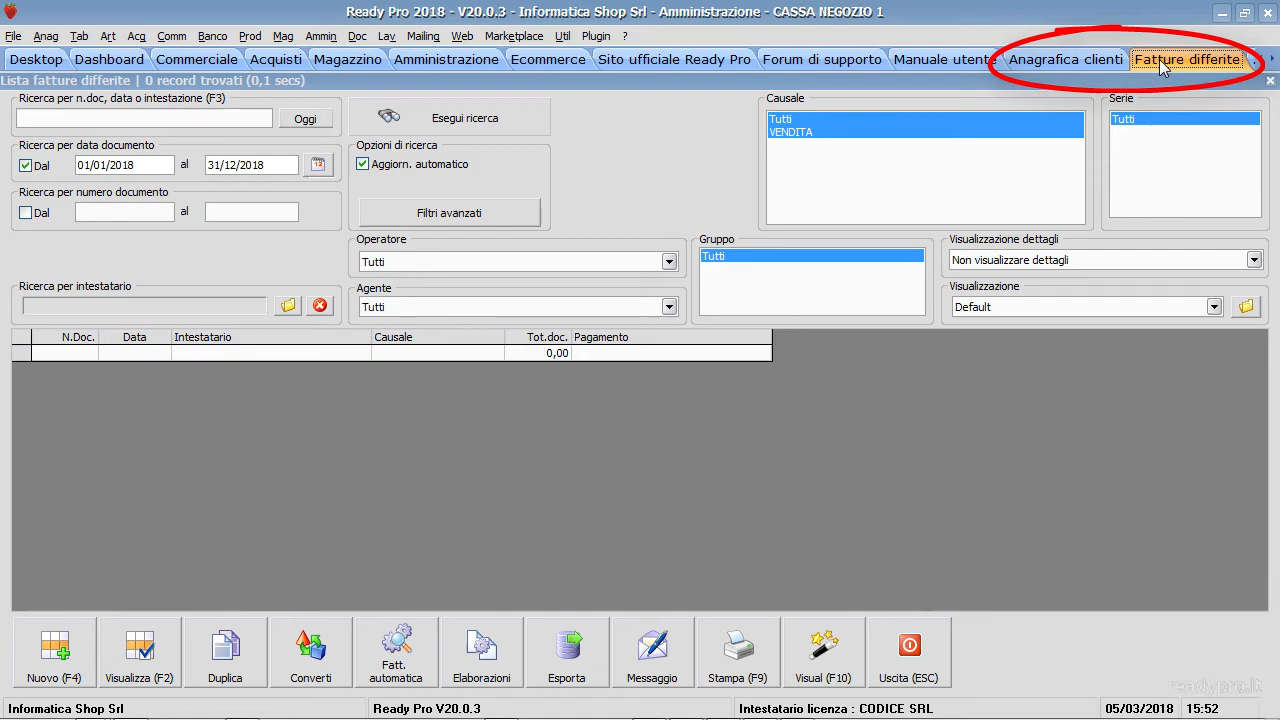 Ready Pro 2018 - V20.0.3 - Informatica Shop Srl - Amministrazione - CASSA NEGOZIO 1
File Anag Tab Art Acq Comm Banco Prod Mag Ammin Doc Lav Mailing Web Marketplace Util Plugin ?
Desktop Dashboard Commerciale Acquisti Magazzino Amministrazione E-commerce Sito ufficiale Ready Pro Forum di supporto Manuale utente Anagrafica clienti Fatture differite
Lista fatture differite | 0 record trovati (0,1 secs)
Ricerca per n.doc, data o intestazione (F3)
Oggi
Esegui ricerca
Causale
Tutti
VENDITA
Serie
Tutti
Ricerca per data documento
Dal 01/01/2018 al 31/12/2018 12
Opzioni di ricerca
Aggiorn. automatico
Ricerca per numero documento
Dal al
Filtri avanzati
Operatore
Tutti
Gruppo
Tutti
Visualizzazione dettagli
Non visualizzare dettagli
Ricerca per intestatario
Agente
Tutti
Visualizzazione
Default
N.Doc. Data Intestatario Causale Tot.doc. Pagamento
0,00
Nuovo (F4) Visualizza (F2) Duplica Converti Fatt. automatica Elaborazioni Esporta Messaggio Stampa (F9) Visual (F10) Uscita (ESC)
readypro.it
Informatica Shop Srl Ready Pro V20.0.3 Intestatario licenza : CODICE SRL 05/03/2018 15:52